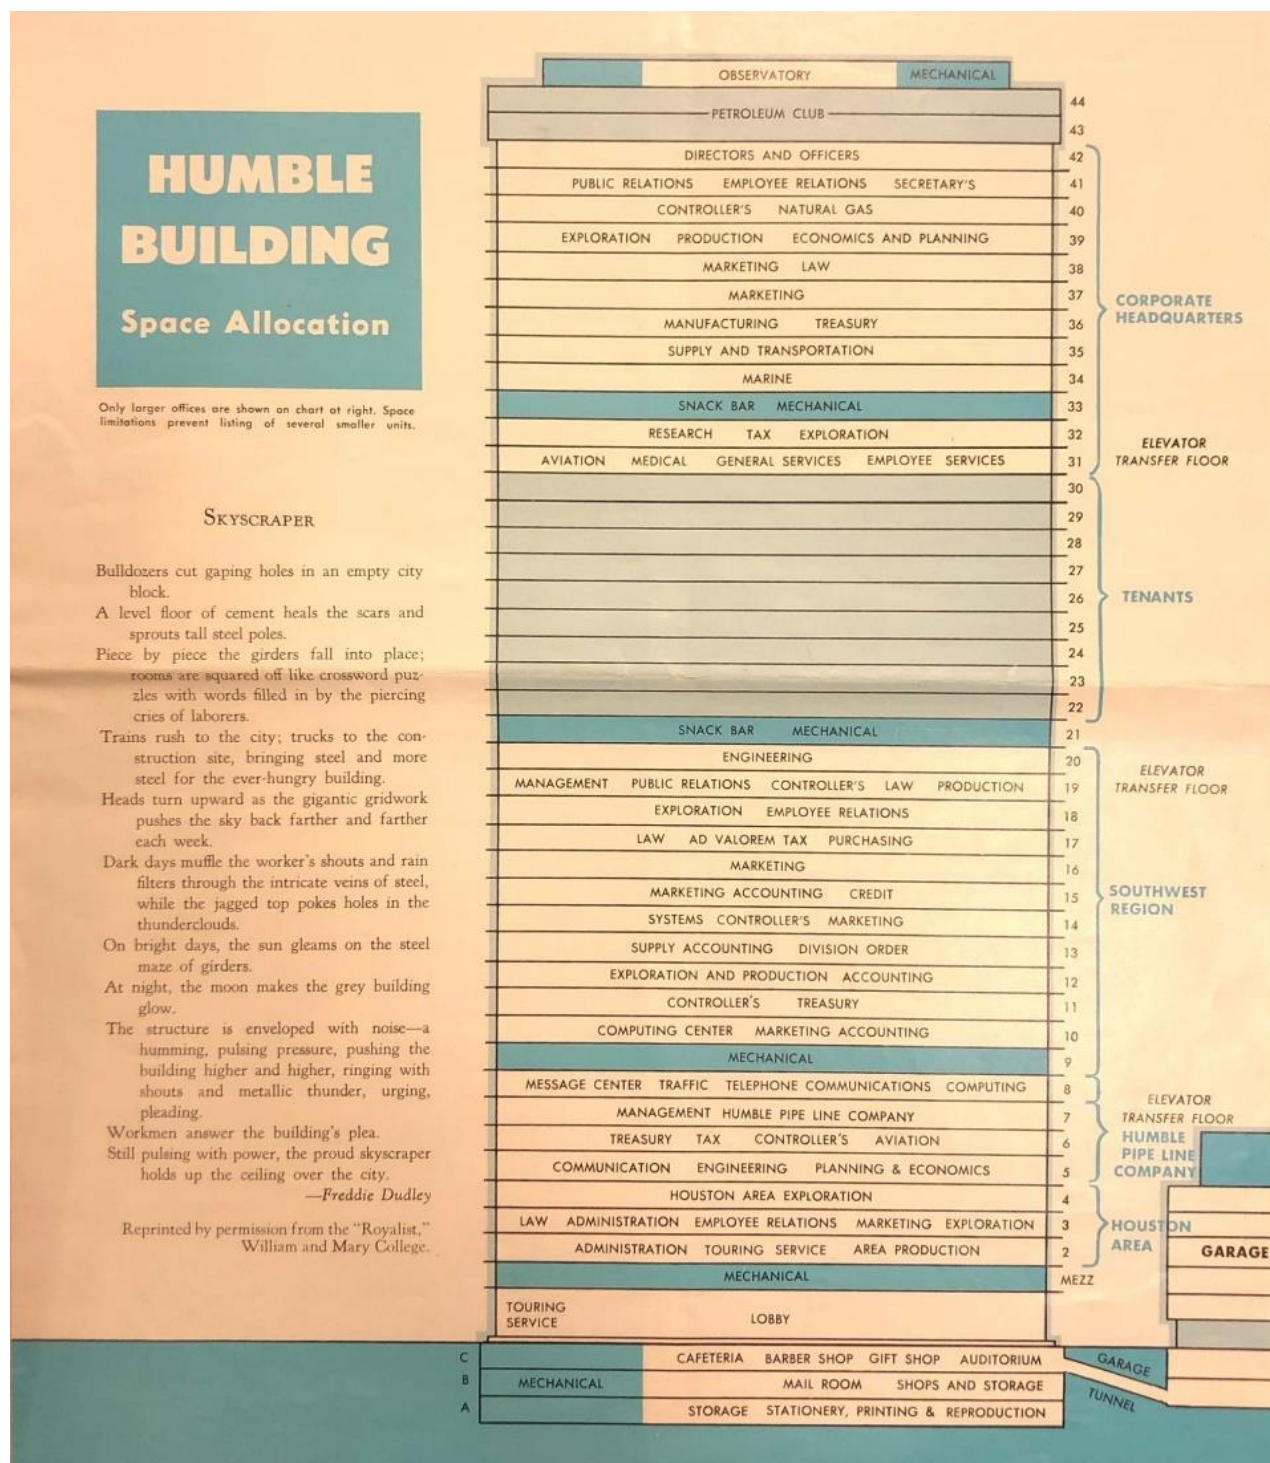 HUMBLE
BUILDING
Space Allocation
Only larger offices are shown on chart at right. Space
limitations prevent listing of several smaller units.
SKYSCRAPER
Bulldozers cut gaping holes in an empty city
block.
A level floor of cement heals the scars and
sprouts tall steel poles.
Piece by piece the girders fall into place;
rooms are squared off like crossword puz-
zles with words filled in by the piercing
cries of laborers.
Trains rush to the city; trucks to the con-
struction site, bringing steel and more
steel for the ever-hungry building.
Heads turn upward as the gigantic gridwork
pushes the sky back farther and farther
each week.
Dark days muffle the worker's shouts and rain
filters through the intricate veins of steel,
while the jagged top pokes holes in the
thunderclouds.
On bright days, the sun gleams on the steel
maze of girders.
At night, the moon makes the grey building
glow.
The structure is enveloped with noise—a
humming, pulsing pressure, pushing the
building higher and higher, ringing with
shouts and metallic thunder, urging,
pleading.
Workmen answer the building's plea.
Still pulsing with power, the proud skyscraper
holds up the ceiling over the city.
—Freddie Dudley
Reprinted by permission from the "Royalist,"
William and Mary College.
OBSERVATORY MECHANICAL
44
PETROLEUM CLUB
43
DIRECTORS AND OFFICERS 42
PUBLIC RELATIONS EMPLOYEE RELATIONS SECRETARY'S 41
CONTROLLER'S NATURAL GAS 40
EXPLORATION PRODUCTION ECONOMICS AND PLANNING 39
MARKETING LAW 38
MARKETING 37
MANUFACTURING TREASURY 36
SUPPLY AND TRANSPORTATION 35
MARINE 34
SNACK BAR MECHANICAL 33
RESEARCH TAX EXPLORATION 32
AVIATION MEDICAL GENERAL SERVICES EMPLOYEE SERVICES 31
30
29
28
27
26
25
24
23
22
SNACK BAR MECHANICAL 21
ENGINEERING 20
MANAGEMENT PUBLIC RELATIONS CONTROLLER'S LAW PRODUCTION 19
EXPLORATION EMPLOYEE RELATIONS 18
LAW AD VALOREM TAX PURCHASING 17
MARKETING 16
MARKETING ACCOUNTING CREDIT 15
SYSTEMS CONTROLLER'S MARKETING 14
SUPPLY ACCOUNTING DIVISION ORDER 13
EXPLORATION AND PRODUCTION ACCOUNTING 12
CONTROLLER'S TREASURY 11
COMPUTING CENTER MARKETING ACCOUNTING 10
MECHANICAL 9
MESSAGE CENTER TRAFFIC TELEPHONE COMMUNICATIONS COMPUTING 8
MANAGEMENT HUMBLE PIPE LINE COMPANY 7
TREASURY TAX CONTROLLER'S AVIATION 6
COMMUNICATION ENGINEERING PLANNING & ECONOMICS 5
HOUSTON AREA EXPLORATION 4
LAW ADMINISTRATION EMPLOYEE RELATIONS MARKETING EXPLORATION 3
ADMINISTRATION TOURING SERVICE AREA PRODUCTION 2
MECHANICAL MEZZ
TOURING
SERVICE
LOBBY
C CAFETERIA BARBER SHOP GIFT SHOP AUDITORIUM
B MECHANICAL MAIL ROOM SHOPS AND STORAGE
A STORAGE STATIONERY, PRINTING & REPRODUCTION
CORPORATE
HEADQUARTERS
ELEVATOR
TRANSFER FLOOR
TENANTS
ELEVATOR
TRANSFER FLOOR
SOUTHWEST
REGION
ELEVATOR
TRANSFER FLOOR
HUMBLE
PIPE LINE
COMPANY
HOUSTON
AREA
GARAGE
GARAGE
TUNNEL